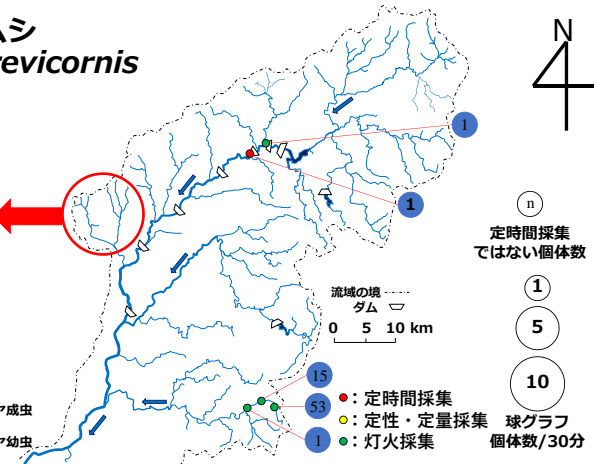 ムシ
revicornis
N
1
1
n
定時間採集
ではない個体数
1
5
10
球グラフ
個体数/30分
流域の境
ダム
0 5 10 km
15
53
1
：定時間採集
：定性・定量採集
：灯火採集
ヤ成虫
ヤ幼虫